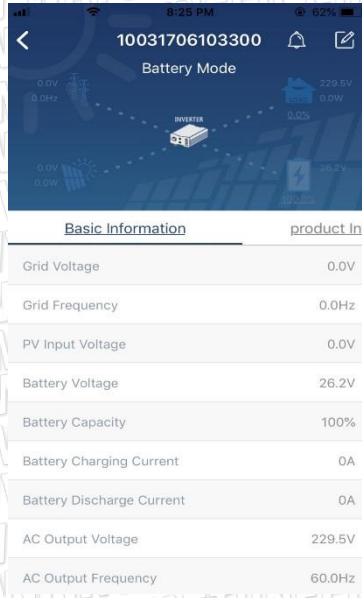 8:25 PM 62%
10031706103300
Battery Mode
0.0V
0.0Hz
229.5V
0.0W
0.0%
INVERTER
0.0V
0.0W
26.2V
100.0%
Basic Information product In
Grid Voltage 0.0V
Grid Frequency 0.0Hz
PV Input Voltage 0.0V
Battery Voltage 26.2V
Battery Capacity 100%
Battery Charging Current 0A
Battery Discharge Current 0A
AC Output Voltage 229.5V
AC Output Frequency 60.0Hz